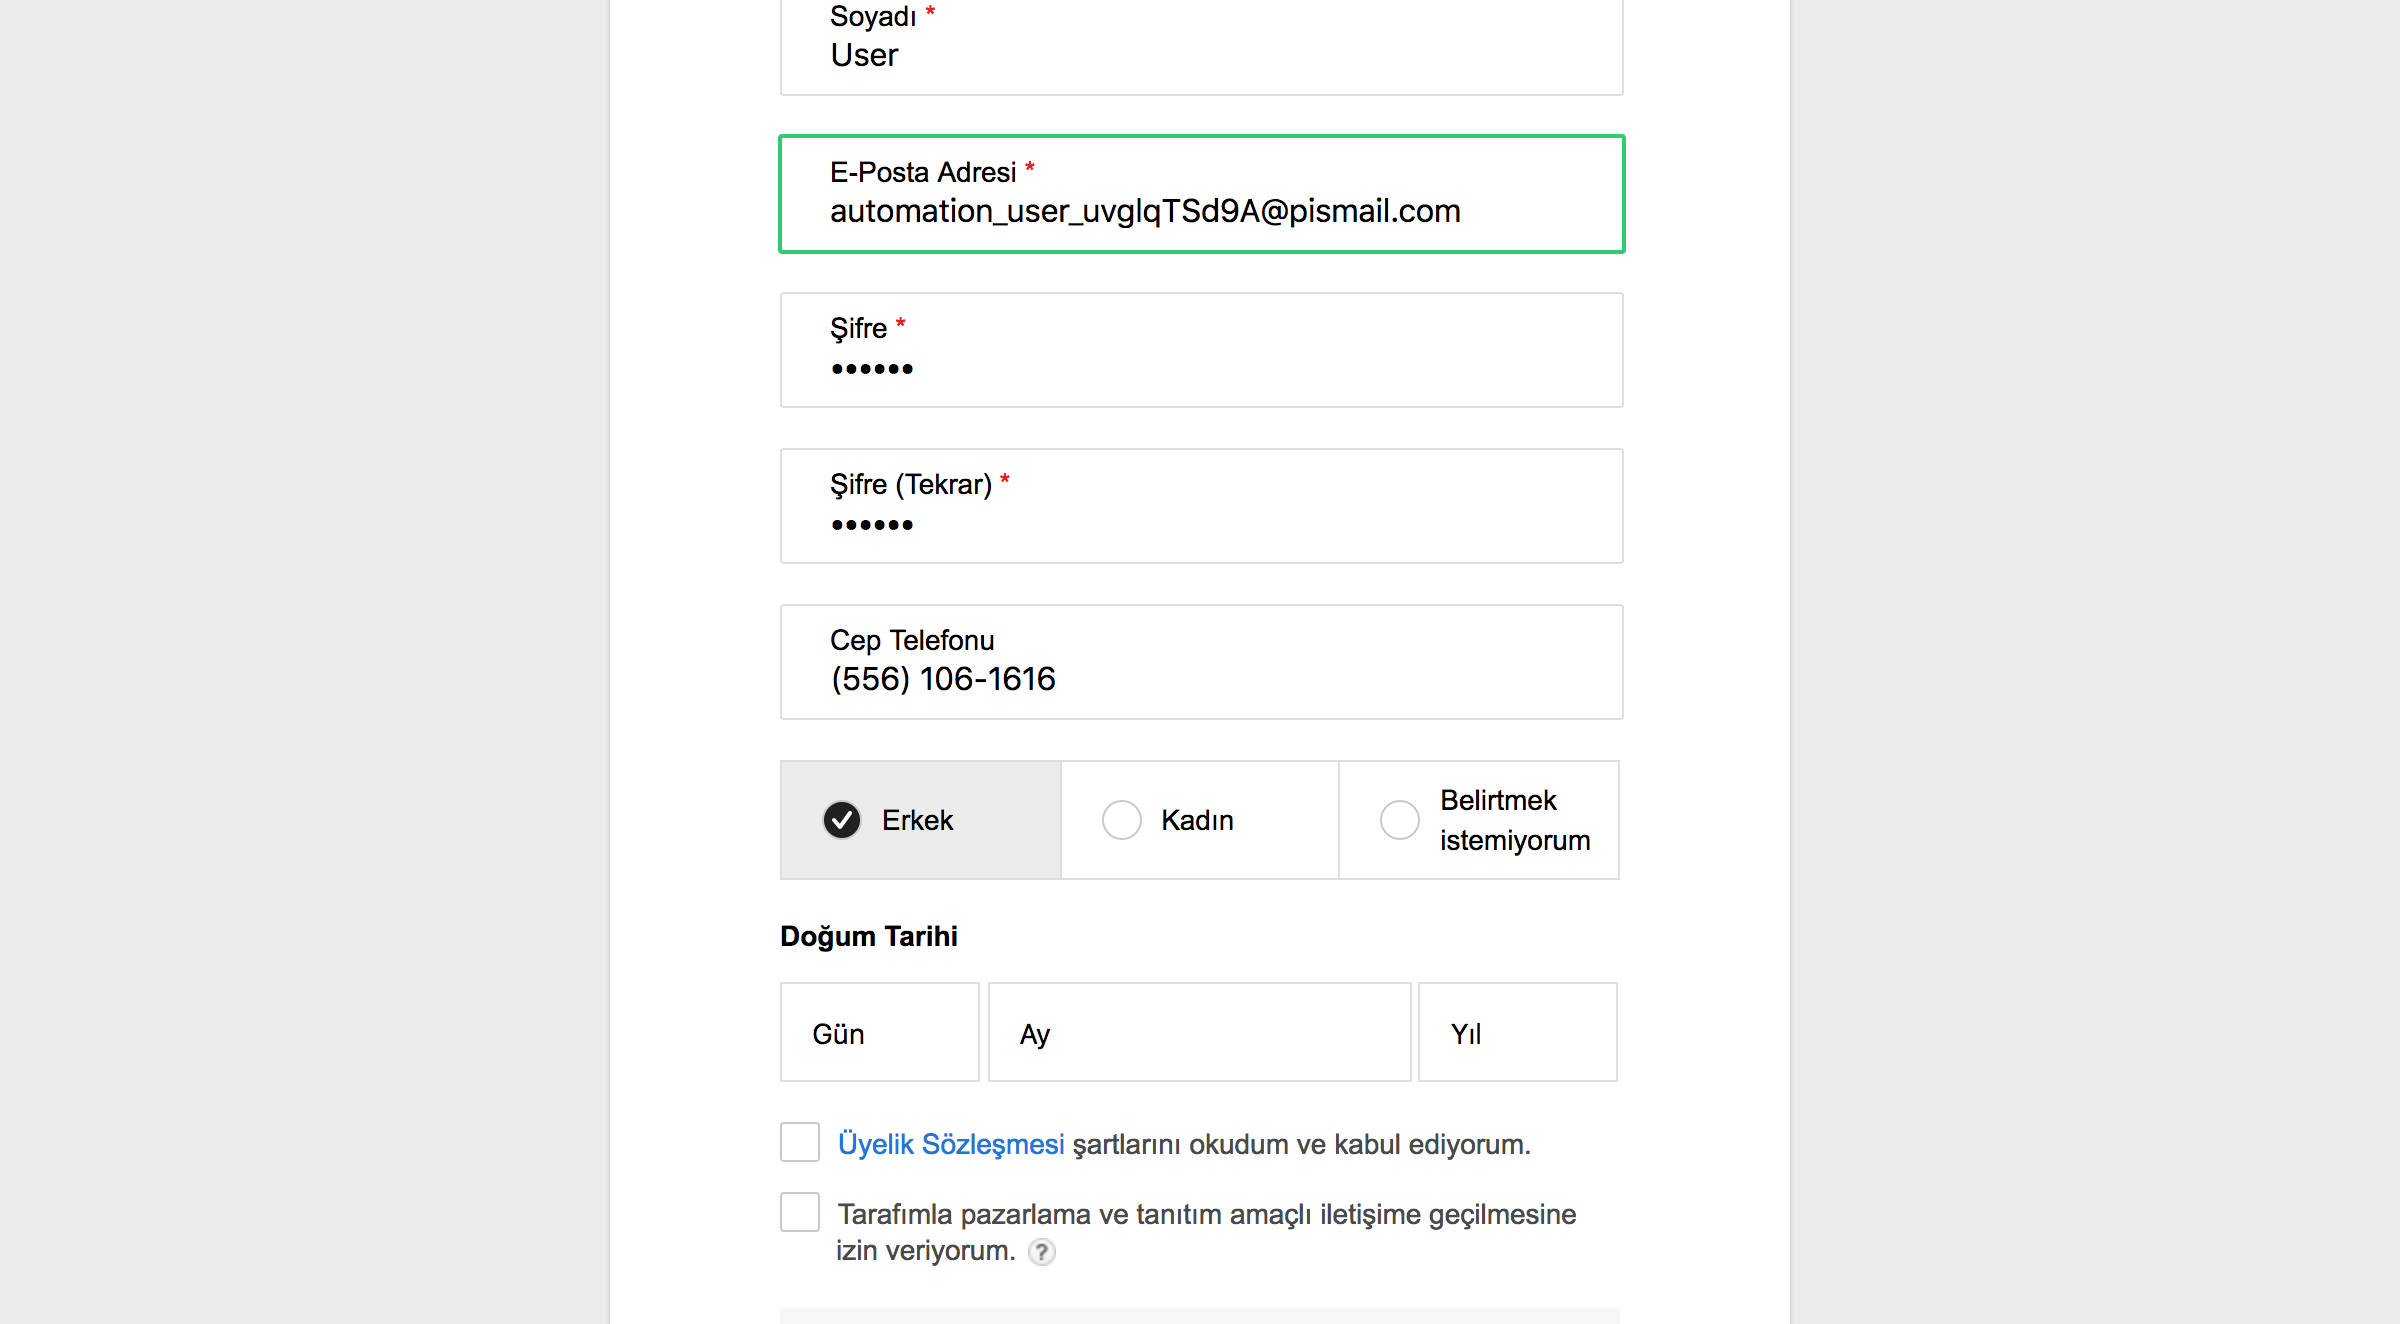 Soyadı *
User
E-Posta Adresi *
automation_user_uvglqTSd9A@pismail.com
Şifre *
••••••
Şifre (Tekrar) *
••••••
Cep Telefonu
(556) 106-1616
Erkek
Kadın
Belirtmek
istemiyorum
Doğum Tarihi
Gün
Ay
Yıl
Üyelik Sözleşmesi şartlarını okudum ve kabul ediyorum.
Tarafımla pazarlama ve tanıtım amaçlı iletişime geçilmesine
izin veriyorum. ?